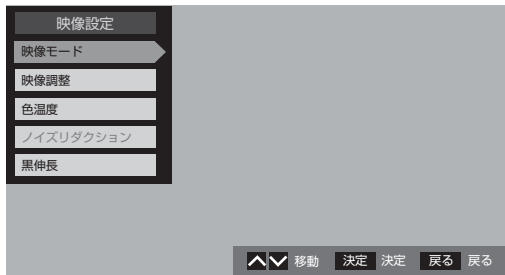 映像設定
映像モード
映像調整
色温度
ノイズリダクション
黒伸長
移動 決定 決定 戻る 戻る